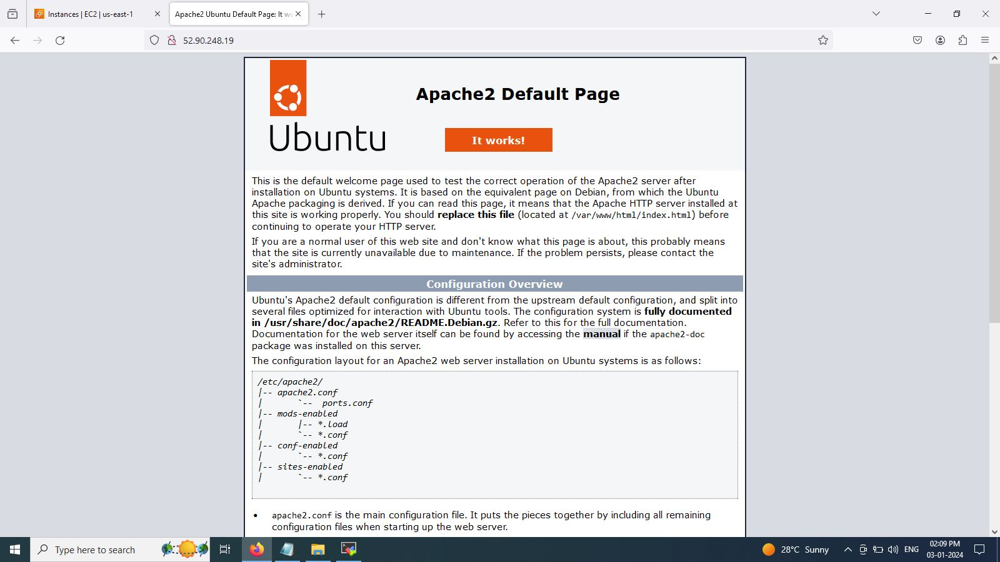 Instances | EC2 | us-east-1
Apache2 Ubuntu Default Page: It wo
52.90.248.19
Apache2 Default Page
Ubuntu
It works!
This is the default welcome page used to test the correct operation of the Apache2 server after
installation on Ubuntu systems. It is based on the equivalent page on Debian, from which the Ubuntu
Apache packaging is derived. If you can read this page, it means that the Apache HTTP server installed at
this site is working properly. You should replace this file (located at /var/www/html/index.html) before
continuing to operate your HTTP server.
If you are a normal user of this web site and don't know what this page is about, this probably means
that the site is currently unavailable due to maintenance. If the problem persists, please contact the
site's administrator.
Configuration Overview
Ubuntu's Apache2 default configuration is different from the upstream default configuration, and split into
several files optimized for interaction with Ubuntu tools. The configuration system is fully documented
in /usr/share/doc/apache2/README.Debian.gz. Refer to this for the full documentation.
Documentation for the web server itself can be found by accessing the manual if the apache2-doc
package was installed on this server.
The configuration layout for an Apache2 web server installation on Ubuntu systems is as follows:
/etc/apache2/
|-- apache2.conf
|       `--  ports.conf
|-- mods-enabled
|       |-- *.load
|       `-- *.conf
|-- conf-enabled
|       `-- *.conf
|-- sites-enabled
|       `-- *.conf
• apache2.conf is the main configuration file. It puts the pieces together by including all remaining
configuration files when starting up the web server.
Type here to search
28°C Sunny
ENG
02:09 PM
03-01-2024